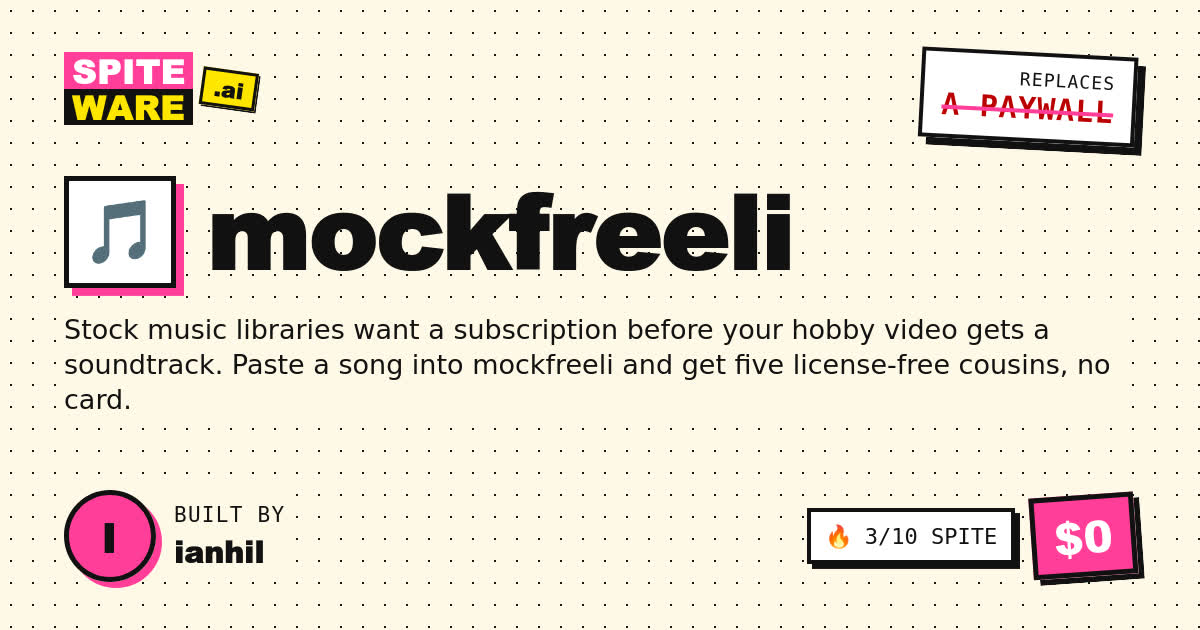 SPITE
WARE
.ai
REPLACES
A PAYWALL
mockfreeli
Stock music libraries want a subscription before your hobby video gets a
soundtrack. Paste a song into mockfreeli and get five license-free cousins, no
card.
I
BUILT BY
ianhil
3/10 SPITE
$0